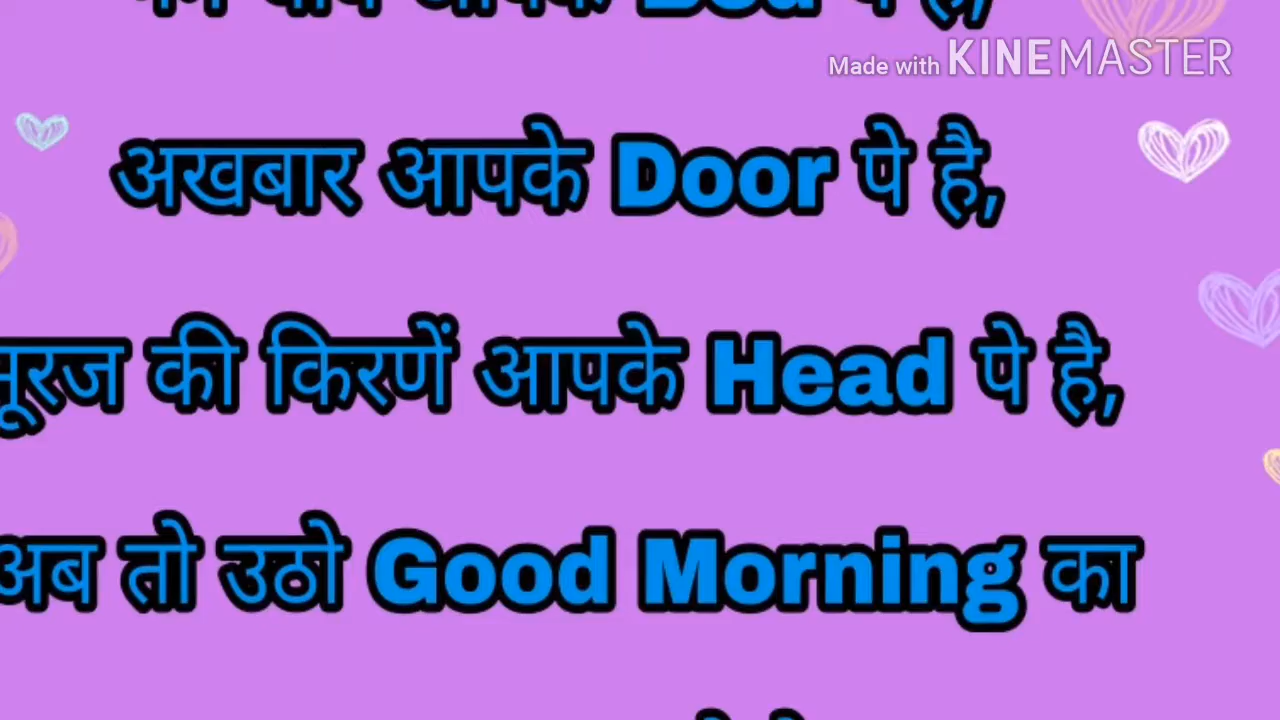 Made with KINEMASTER
अखबार आपके Door पे है,
सूरज की किरणें आपके Head पे है,
अब तो उठो Good Morning का